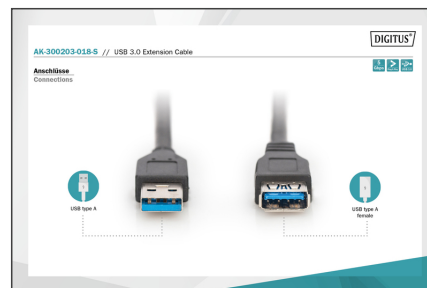 DIGITUS®
AK-300203-018-S // USB 3.0 Extension Cable
Anschlüsse
Connections
USB type A
USB type A
female